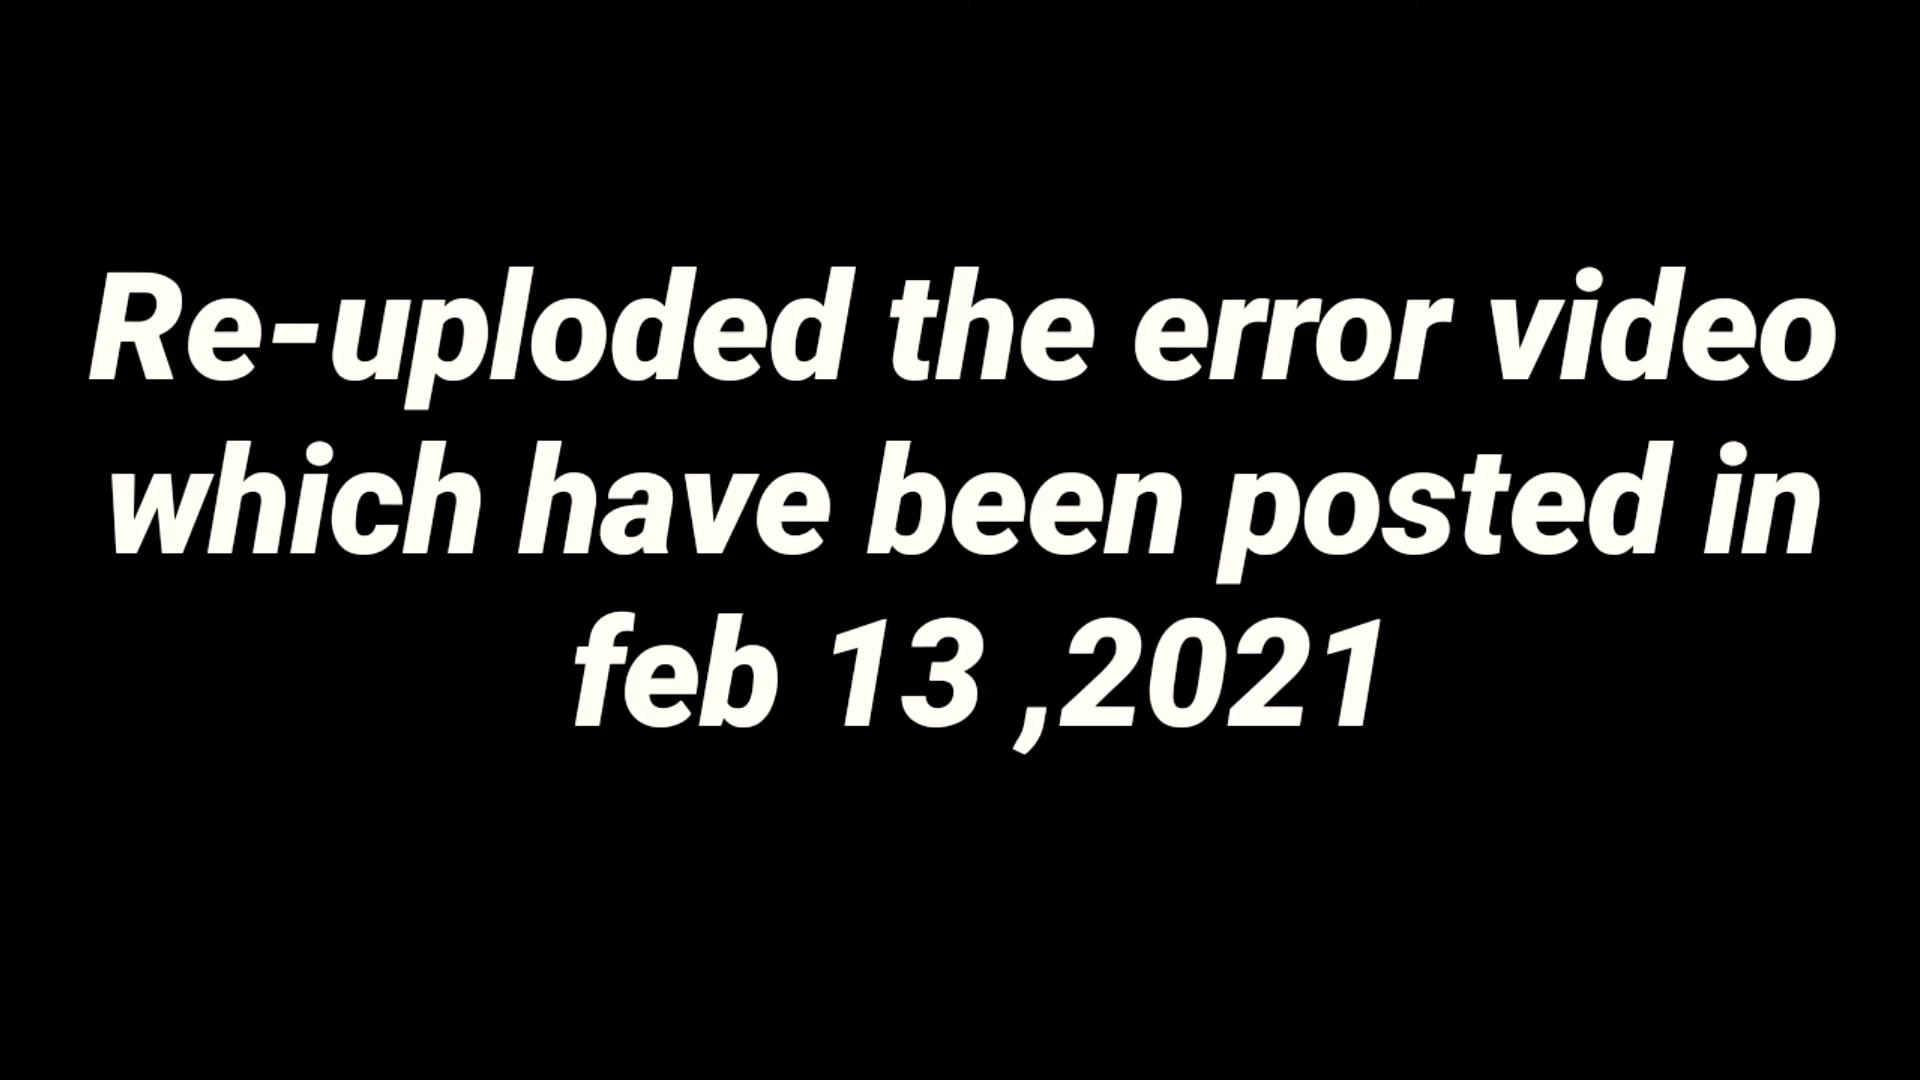 Re-uploded the error video
which have been posted in
feb 13 ,2021